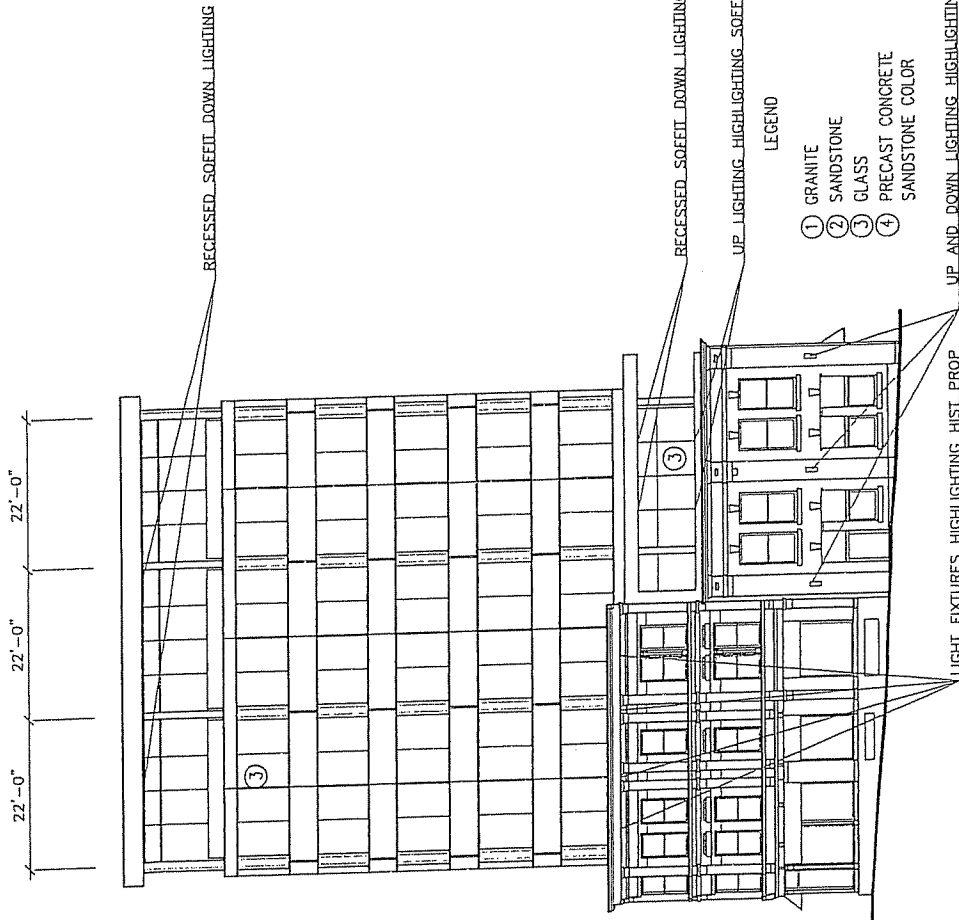 22'-0"
22'-0"
22'-0"
RECESSED SOFFIT DOWN LIGHTING
RECESSED SOFFIT DOWN LIGHTING
UP LIGHTING HIGHLIGHTING
LEGEND
① GRANITE
② SANDSTONE
③ GLASS
④ PRECAST CONCRETE
SANDSTONE COLOR
③
③
UP AND DOWN LIGHTING HIGHLIGHTING
LIGHT FIXTURES HIGHLIGHTING HIST PROP